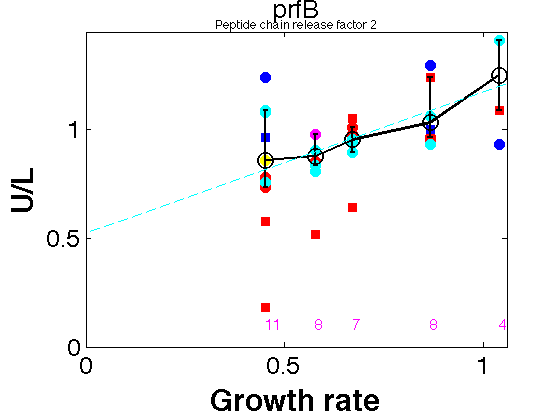 prfB
Peptide chain release factor 2
U/L
1
0.5
0
11 8 7 8 4
0 0.5 1
Growth rate